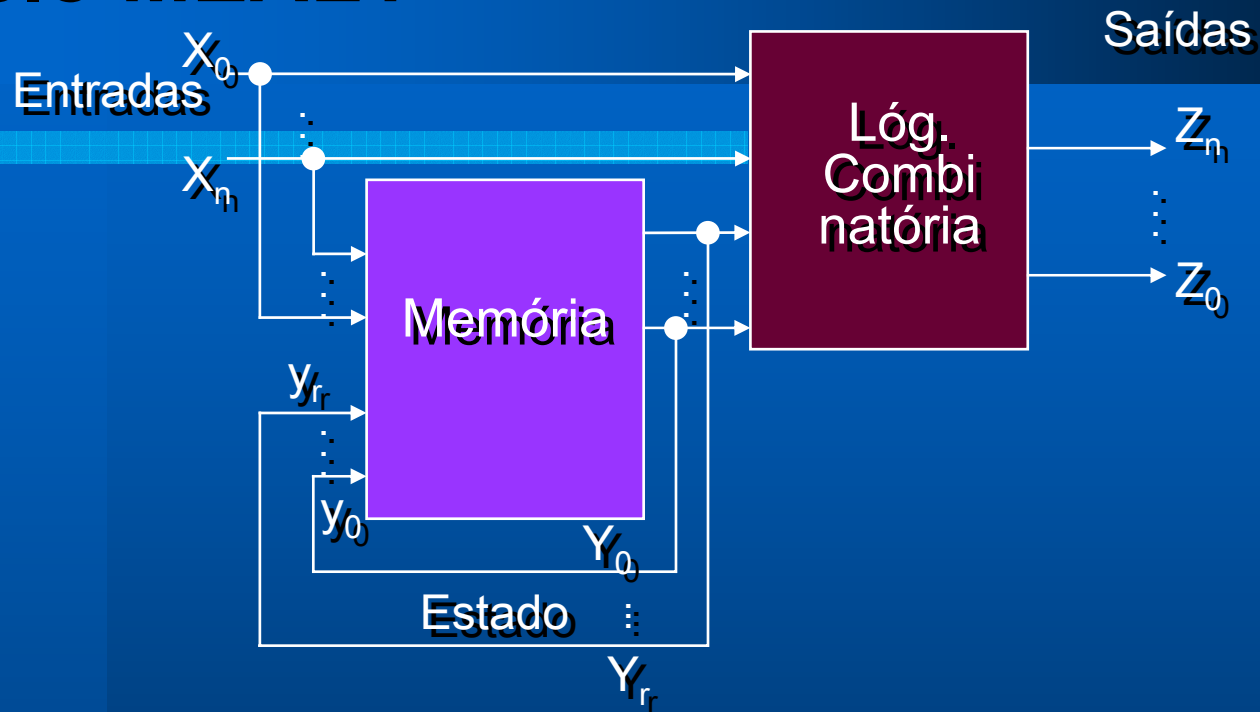 Saídas
X0
Entradas
Xn
Lóg.
Combi
natória
Zn
Z0
Memória
yr
y0
Y0
Estado
Yr